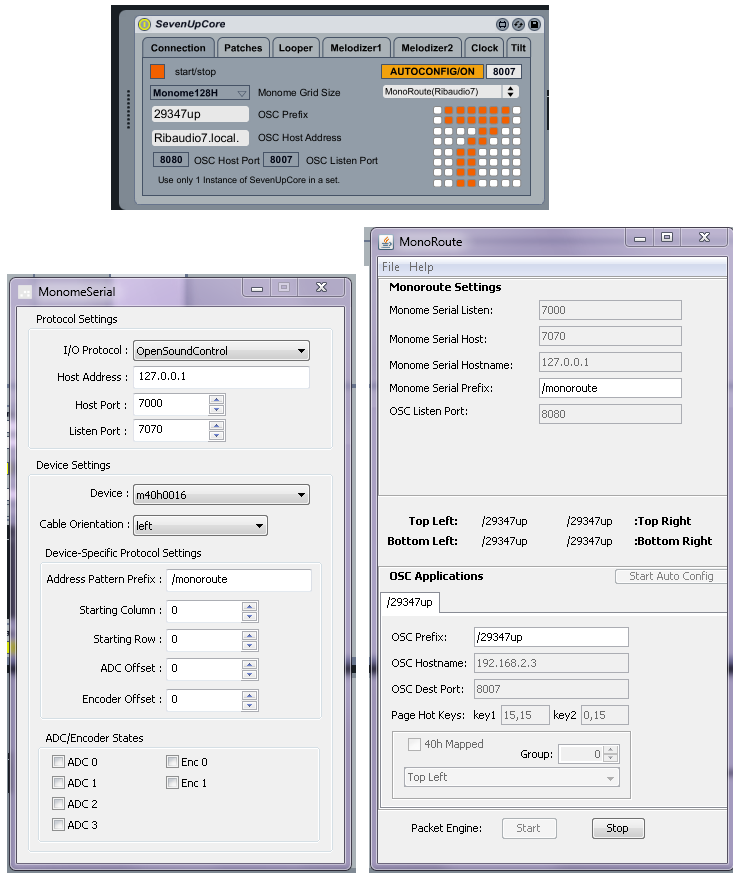 SevenUpCore
Connection Patches Looper Melodizer1 Melodizer2 Clock Tilt
start/stop AUTOCONFIG/ON 8007
Monome128H Monome Grid Size MonoRoute(Ribaudio7)
29347up OSC Prefix
Ribaudio7.local. OSC Host Address
8080 OSC Host Port 8007 OSC Listen Port
Use only 1 Instance of SevenUpCore in a set.
MonomeSerial
Protocol Settings
I/O Protocol : OpenSoundControl
Host Address : 127.0.0.1
Host Port : 7000
Listen Port : 7070
Device Settings
Device : m40h0016
Cable Orientation : left
Device-Specific Protocol Settings
Address Pattern Prefix : /monoroute
Starting Column : 0
Starting Row : 0
ADC Offset : 0
Encoder Offset : 0
ADC/Encoder States
ADC 0 Enc 0
ADC 1 Enc 1
ADC 2
ADC 3
MonoRoute
File Help
Monoroute Settings
Monome Serial Listen: 7000
Monome Serial Host: 7070
Monome Serial Hostname: 127.0.0.1
Monome Serial Prefix: /monoroute
OSC Listen Port: 8080
Top Left: /29347up /29347up :Top Right
Bottom Left: /29347up /29347up :Bottom Right
OSC Applications Start Auto Config
/29347up
OSC Prefix: /29347up
OSC Hostname: 192.168.2.3
OSC Dest Port: 8007
Page Hot Keys: key1 15,15 key2 0,15
40h Mapped
Group: 0
Top Left
Packet Engine: Start Stop